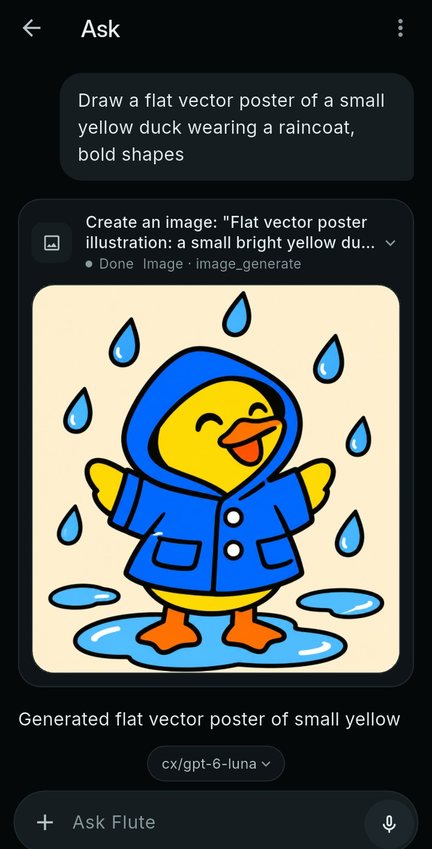 Ask
Draw a flat vector poster of a small
yellow duck wearing a raincoat,
bold shapes
Create an image: "Flat vector poster
illustration: a small bright yellow du...
Done Image · image_generate
Generated flat vector poster of small yellow
cx/gpt-6-luna
Ask Flute